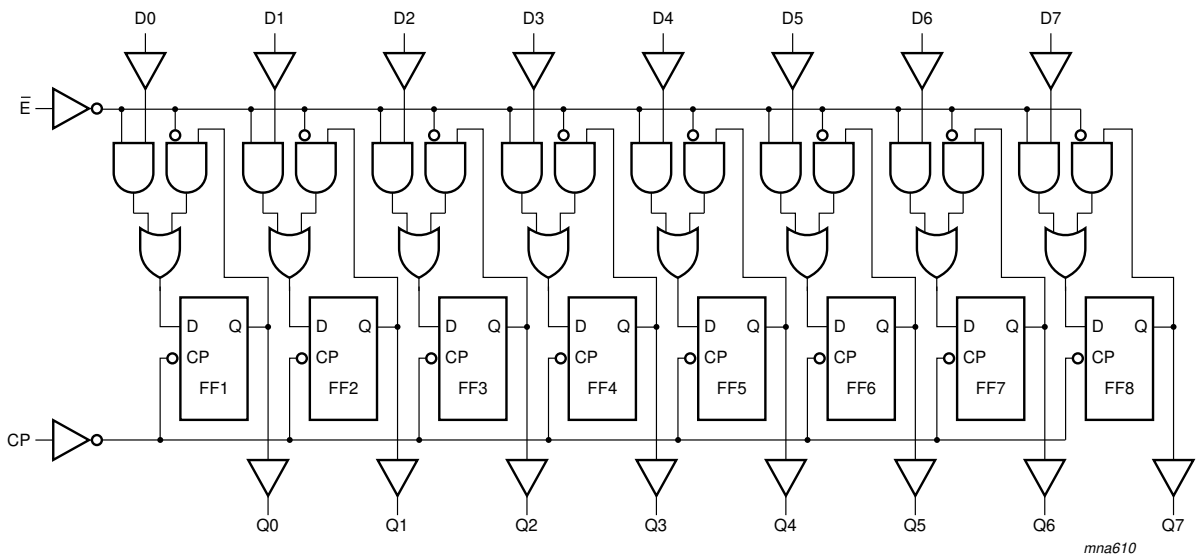 D0 D1 D2 D3 D4 D5 D6 D7
E̅
D Q D Q D Q D Q D Q D Q D Q D Q
CP CP CP CP CP CP CP CP
FF1 FF2 FF3 FF4 FF5 FF6 FF7 FF8
CP
Q0 Q1 Q2 Q3 Q4 Q5 Q6 Q7
mna610